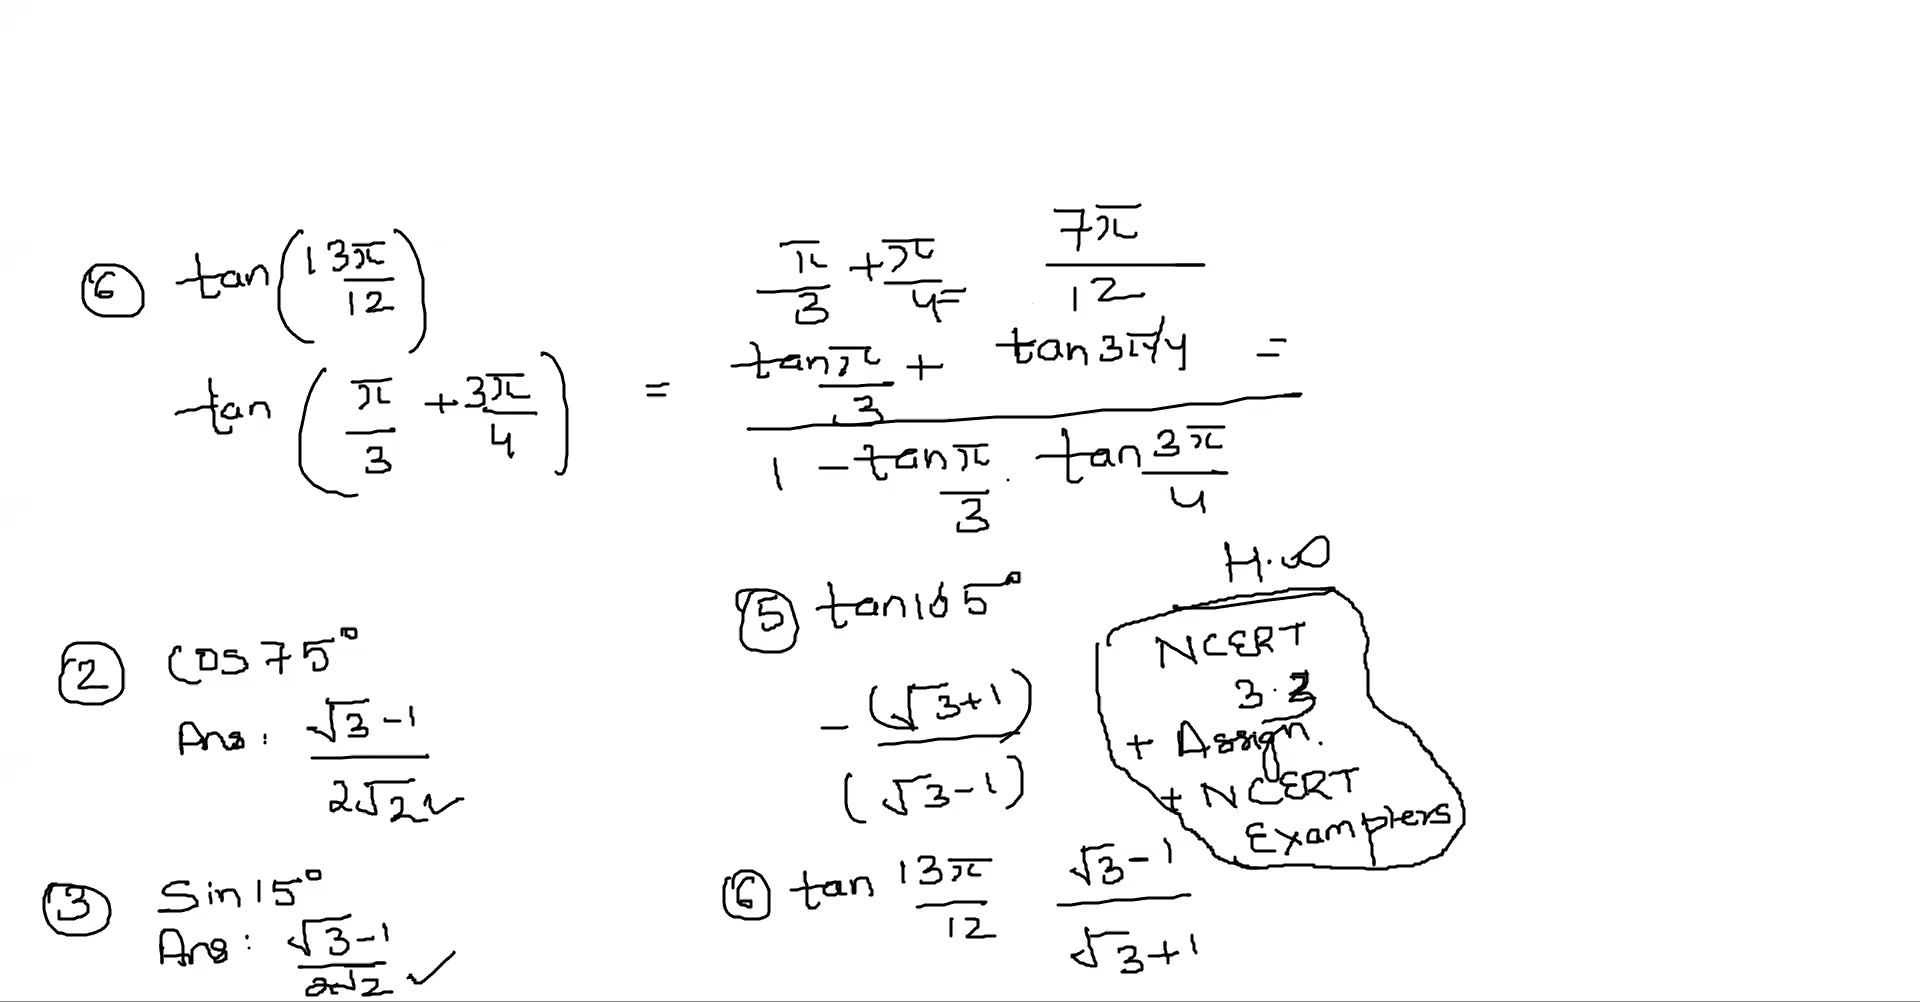 ⑥ tan(13π/12)
π/3 + π/4 = 7π/12
tan(π/3 + 3π/4) = (tan π/3 + tan 3π/4) / (1 - tan π/3 · tan 3π/4) =
② cos 75°
Ans: (√3 - 1) / 2√2 ✓
③ Sin 15°
Ans: (√3 - 1) / 2√2 ✓
⑤ tan 105°
- (√3 + 1) / (√3 - 1)
⑥ tan 13π/12 (√3 - 1) / (√3 + 1)
H.W
NCERT
3.3
+ Assign.
+ NCERT
Examplers